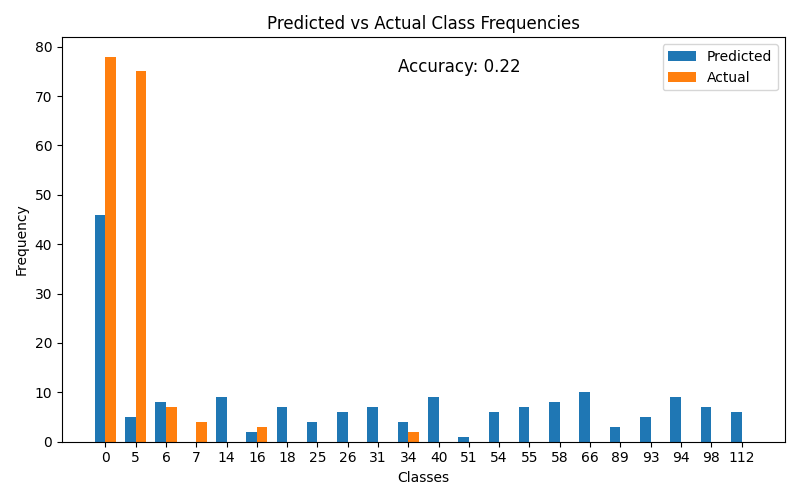 Predicted vs Actual Class Frequencies
Accuracy: 0.22
Predicted
Actual
Frequency
80
70
60
50
40
30
20
10
0
0 5 6 7 14 16 18 25 26 31 34 40 51 54 55 58 66 89 93 94 98 112
Classes